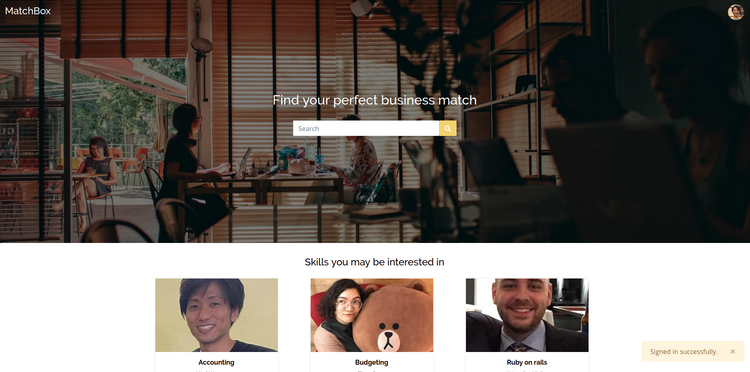 MatchBox
Find your perfect business match
Search
Skills you may be interested in
Accounting
Budgeting
Ruby on rails
Signed in successfully. ×